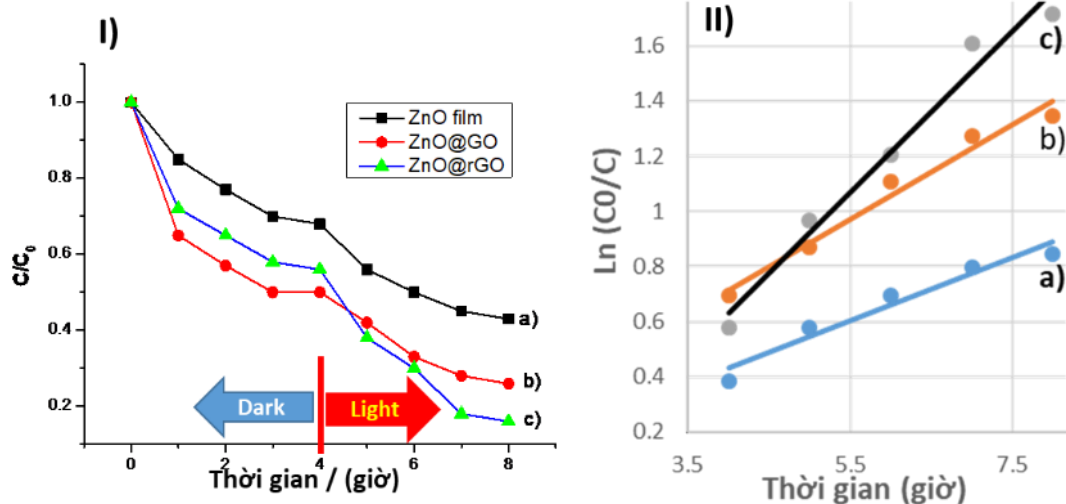 I)
C/C0
1.0
0.8
0.6
0.4
0.2
ZnO film
ZnO@GO
ZnO@rGO
a)
b)
c)
Dark
Light
0
2
4
6
8
Thời gian / (giờ)
II)
Ln (C0/C)
1.6
1.4
1.2
1
0.8
0.6
0.4
0.2
c)
b)
a)
3.5
5.5
7.5
Thời gian (giờ)